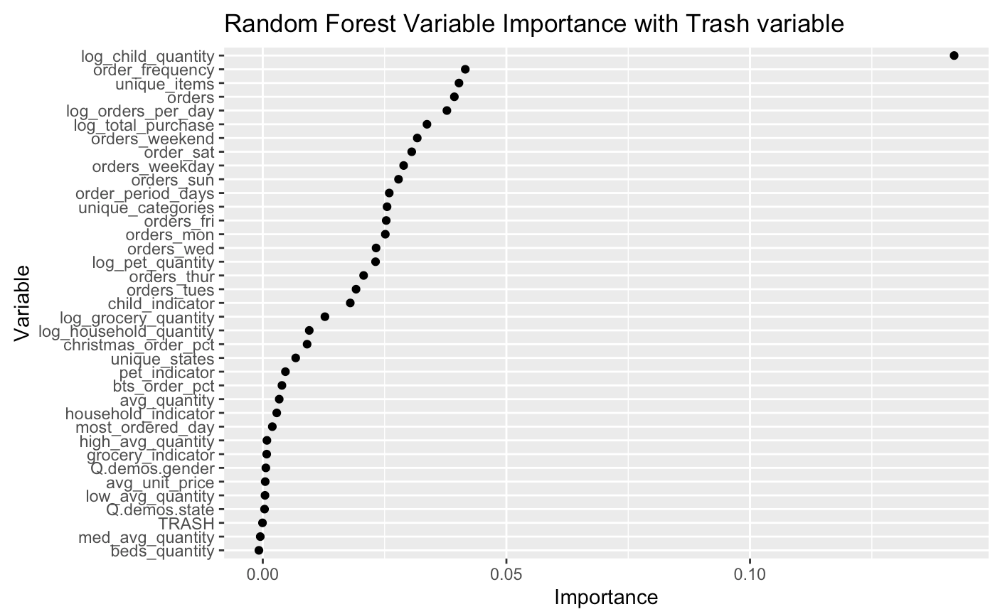 Random Forest Variable Importance with Trash variable
log_child_quantity
order_frequency
unique_items
orders
log_orders_per_day
log_total_purchase
orders_weekend
order_sat
orders_weekday
orders_sun
order_period_days
unique_categories
orders_fri
orders_mon
orders_wed
log_pet_quantity
orders_thur
orders_tues
child_indicator
log_grocery_quantity
log_household_quantity
christmas_order_pct
unique_states
pet_indicator
bts_order_pct
avg_quantity
household_indicator
most_ordered_day
high_avg_quantity
grocery_indicator
Q.demos.gender
avg_unit_price
low_avg_quantity
Q.demos.state
TRASH
med_avg_quantity
beds_quantity
Variable
0.00 0.05 0.10
Importance